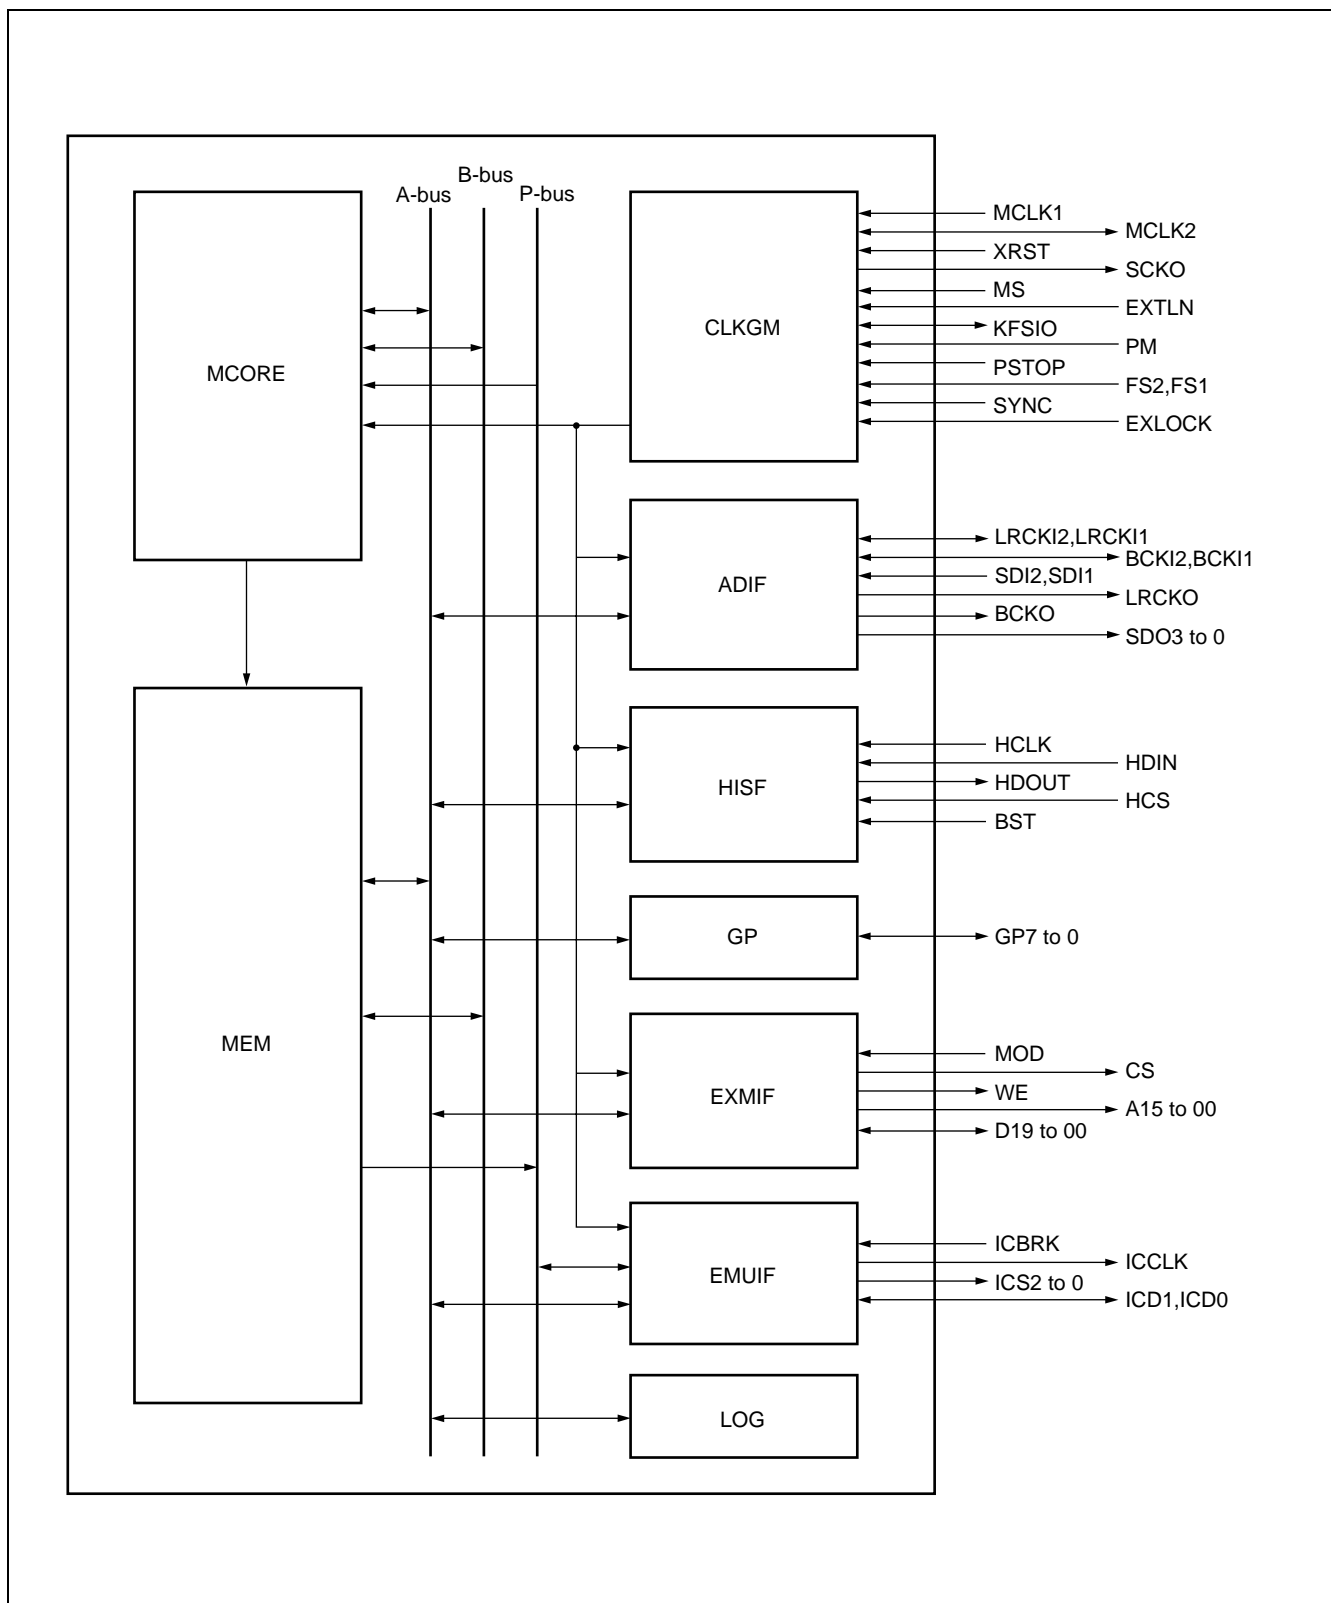 B-bus
A-bus
P-bus
MCORE
CLKGM
MCLK1
MCLK2
XRST
SCKO
MS
EXTLN
KFSIO
PM
PSTOP
FS2,FS1
SYNC
EXLOCK
ADIF
LRCKI2,LRCKI1
BCKI2,BCKI1
SDI2,SDI1
LRCKO
BCKO
SDO3 to 0
HISF
HCLK
HDIN
HDOUT
HCS
BST
GP
GP7 to 0
MEM
EXMIF
MOD
CS
WE
A15 to 00
D19 to 00
EMUIF
ICBRK
ICCLK
ICS2 to 0
ICD1,ICD0
LOG